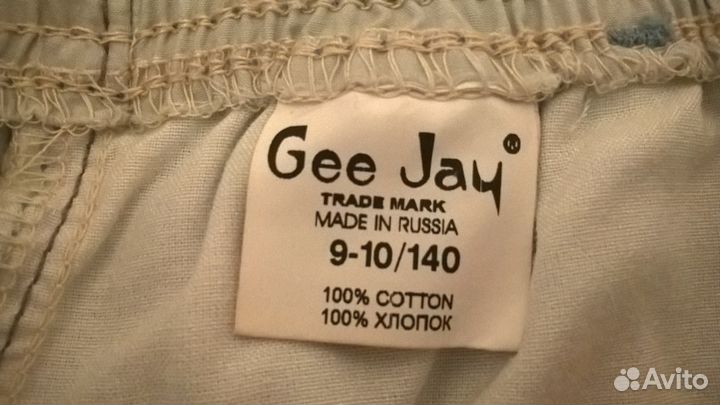 Gee Jay®
TRADE MARK
MADE IN RUSSIA
9-10/140
100% COTTON
100% ХЛОПОК
Avito